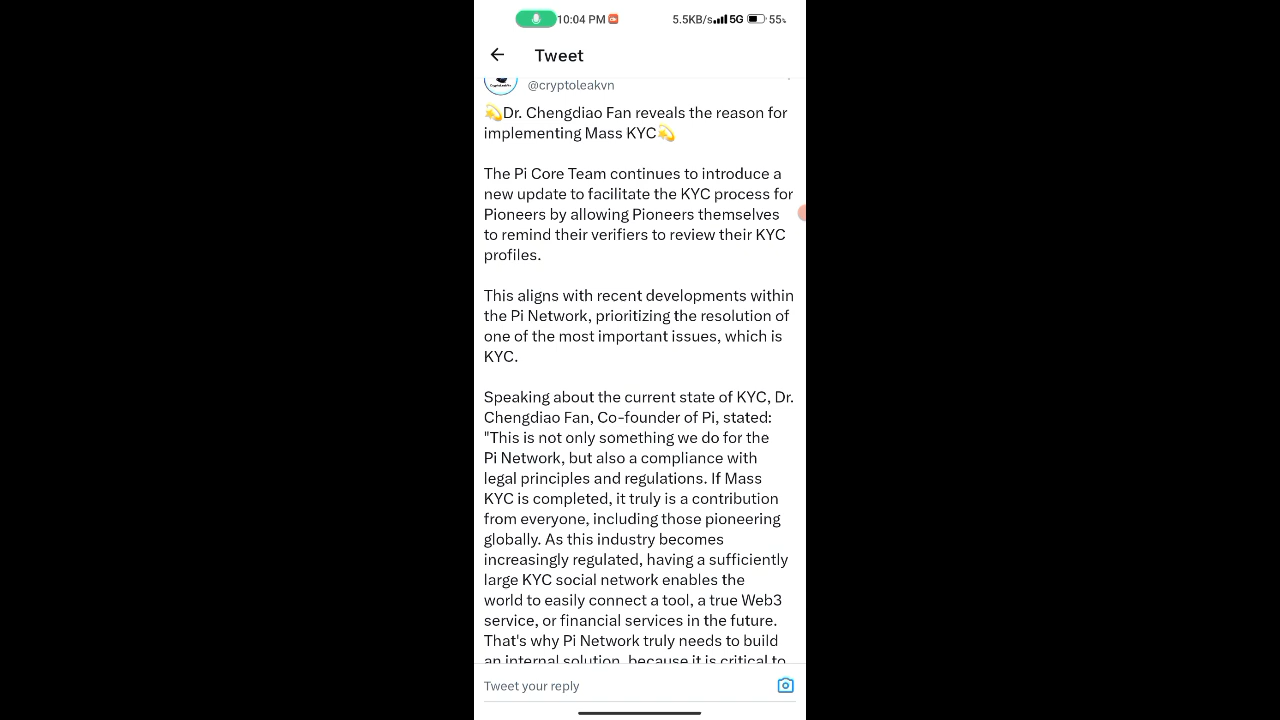 10:04 PM 5.5KB/s 5G 55%
Tweet
@cryptoleakvn
💫Dr. Chengdiao Fan reveals the reason for
implementing Mass KYC💫
The Pi Core Team continues to introduce a
new update to facilitate the KYC process for
Pioneers by allowing Pioneers themselves
to remind their verifiers to review their KYC
profiles.
This aligns with recent developments within
the Pi Network, prioritizing the resolution of
one of the most important issues, which is
KYC.
Speaking about the current state of KYC, Dr.
Chengdiao Fan, Co-founder of Pi, stated:
"This is not only something we do for the
Pi Network, but also a compliance with
legal principles and regulations. If Mass
KYC is completed, it truly is a contribution
from everyone, including those pioneering
globally. As this industry becomes
increasingly regulated, having a sufficiently
large KYC social network enables the
world to easily connect a tool, a true Web3
service, or financial services in the future.
That's why Pi Network truly needs to build
an internal solution, because it is critical to
Tweet your reply